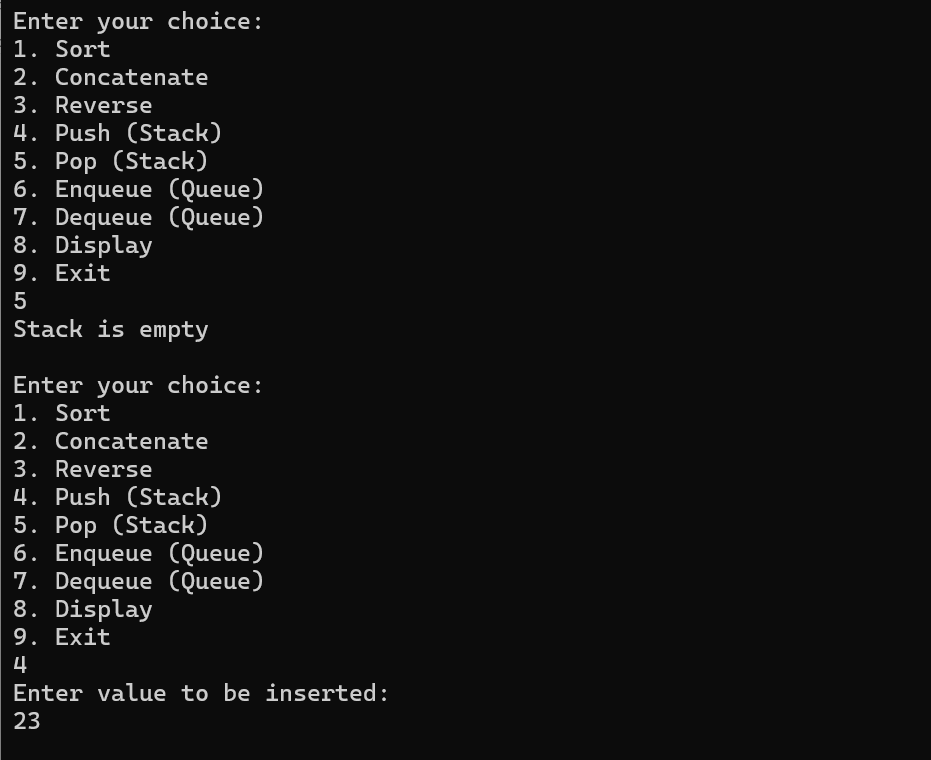 Enter your choice:
1. Sort
2. Concatenate
3. Reverse
4. Push (Stack)
5. Pop (Stack)
6. Enqueue (Queue)
7. Dequeue (Queue)
8. Display
9. Exit
5
Stack is empty

Enter your choice:
1. Sort
2. Concatenate
3. Reverse
4. Push (Stack)
5. Pop (Stack)
6. Enqueue (Queue)
7. Dequeue (Queue)
8. Display
9. Exit
4
Enter value to be inserted:
23